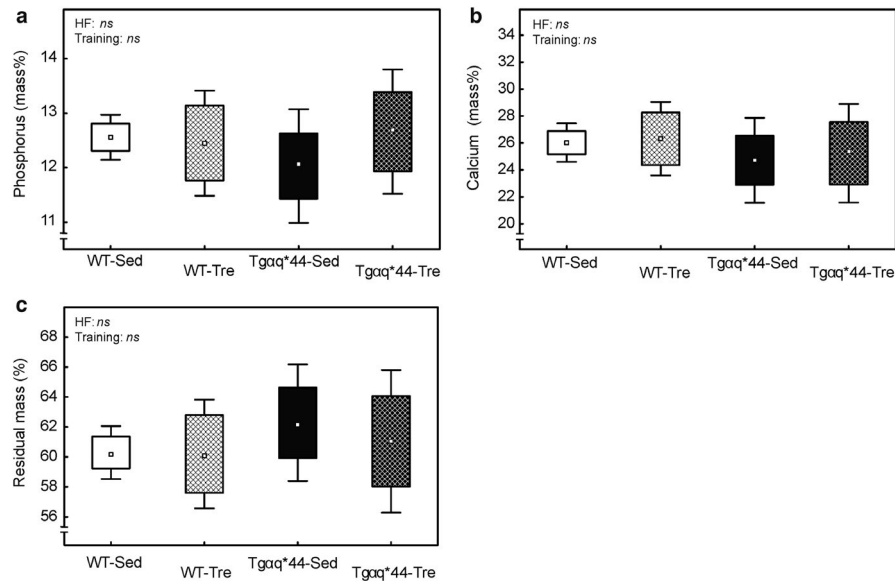 a
HF: ns
Training: ns
Phosphorus (mass%)
14
13
12
11
WT-Sed
WT-Tre
Tgαq*44-Sed
Tgαq*44-Tre
b
HF: ns
Training: ns
Calcium (mass%)
34
32
30
28
26
24
22
20
WT-Sed
WT-Tre
Tgαq*44-Sed
Tgαq*44-Tre
c
HF: ns
Training: ns
Residual mass (%)
68
66
64
62
60
58
56
WT-Sed
WT-Tre
Tgαq*44-Sed
Tgαq*44-Tre